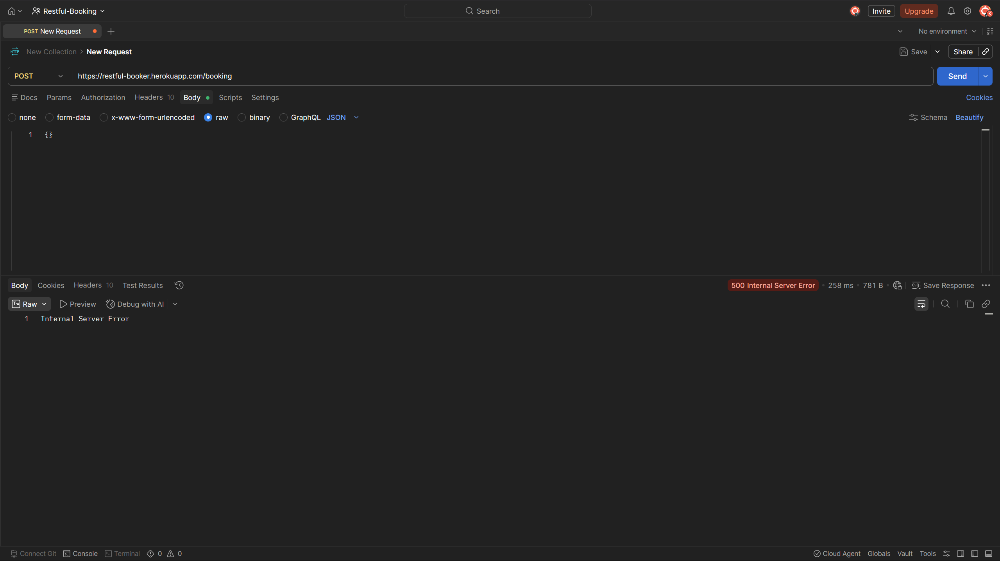 Restful-Booking Search Invite Upgrade
POST New Request No environment
HTTP New Collection > New Request Save Share
POST https://restful-booker.herokuapp.com/booking Send
Docs Params Authorization Headers 10 Body Scripts Settings Cookies
none form-data x-www-form-urlencoded raw binary GraphQL JSON Schema Beautify
1 {}
Body Cookies Headers 10 Test Results 500 Internal Server Error • 258 ms • 781 B • e.g. Save Response
Raw Preview Debug with AI
1 Internal Server Error
Connect Git Console Terminal 0 0 Cloud Agent Globals Vault Tools